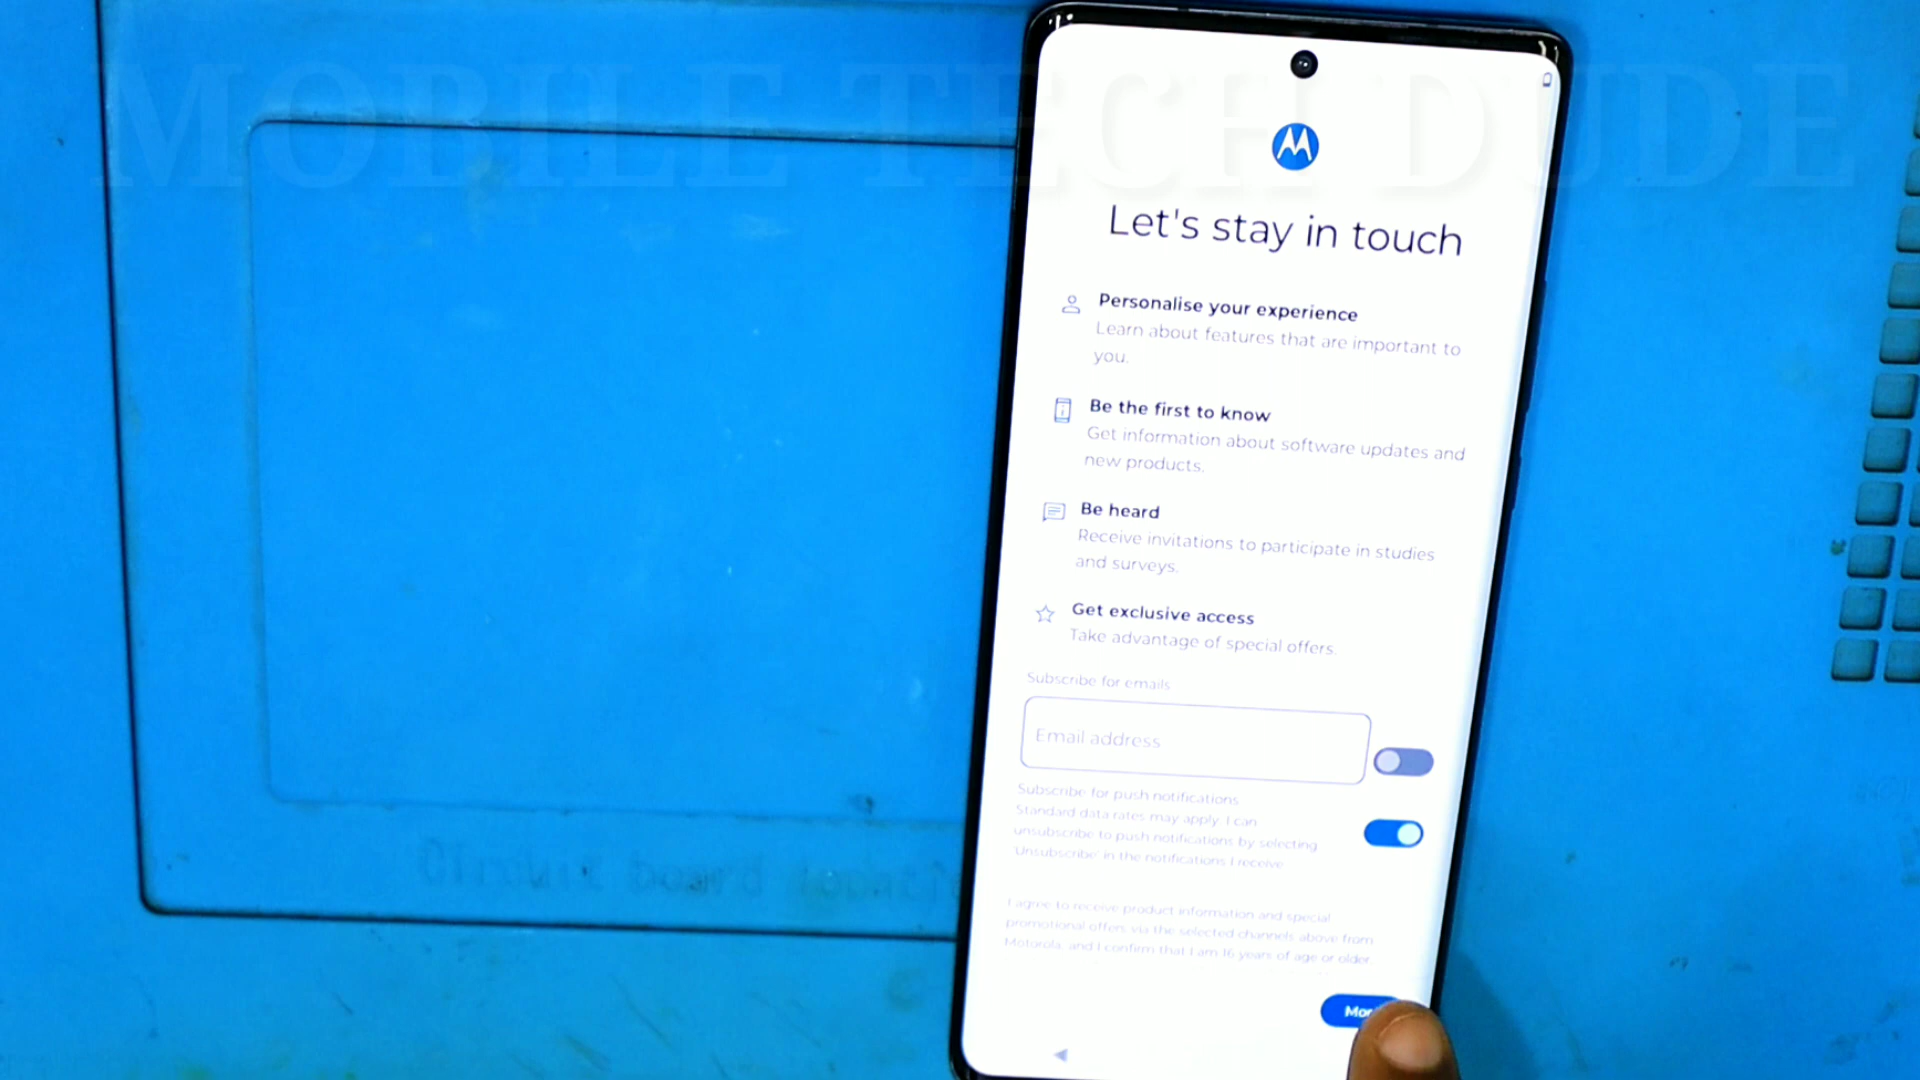 MOBILE TECH DUDE
Let's stay in touch
Personalise your experience
Learn about features that are important to
you.
Be the first to know
Get information about software updates and
new products.
Be heard
Receive invitations to participate in studies
and surveys.
Get exclusive access
Take advantage of special offers.
Subscribe for emails
Email address
Subscribe for push notifications
Standard data rates may apply. I can
unsubscribe to push notifications by selecting
'Unsubscribe' in the notifications I receive.
I agree to receive product information and special
promotional offers via the selected channels above from
Motorola, and I confirm that I am 16 years of age or older.
Circuit board